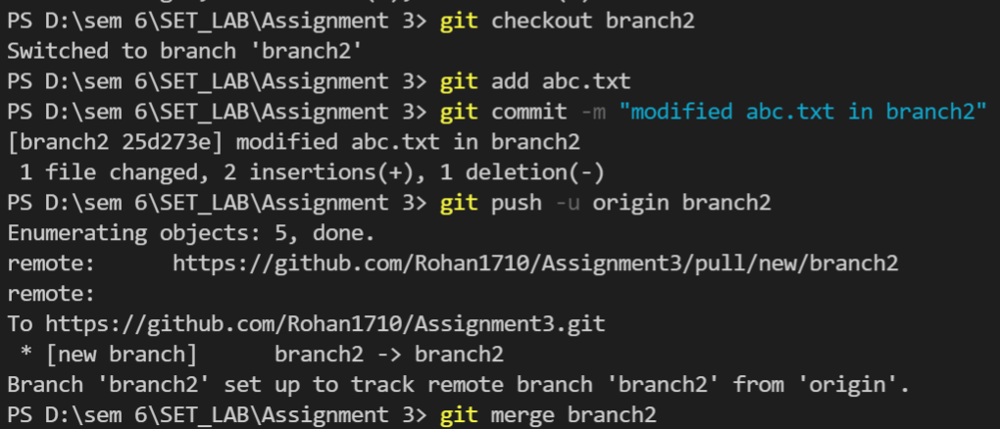 PS D:\sem 6\SET_LAB\Assignment 3> git checkout branch2
Switched to branch 'branch2'
PS D:\sem 6\SET_LAB\Assignment 3> git add abc.txt
PS D:\sem 6\SET_LAB\Assignment 3> git commit -m "modified abc.txt in branch2"
[branch2 25d273e] modified abc.txt in branch2
 1 file changed, 2 insertions(+), 1 deletion(-)
PS D:\sem 6\SET_LAB\Assignment 3> git push -u origin branch2
Enumerating objects: 5, done.
remote:      https://github.com/Rohan1710/Assignment3/pull/new/branch2
remote:
To https://github.com/Rohan1710/Assignment3.git
 * [new branch]      branch2 -> branch2
Branch 'branch2' set up to track remote branch 'branch2' from 'origin'.
PS D:\sem 6\SET_LAB\Assignment 3> git merge branch2